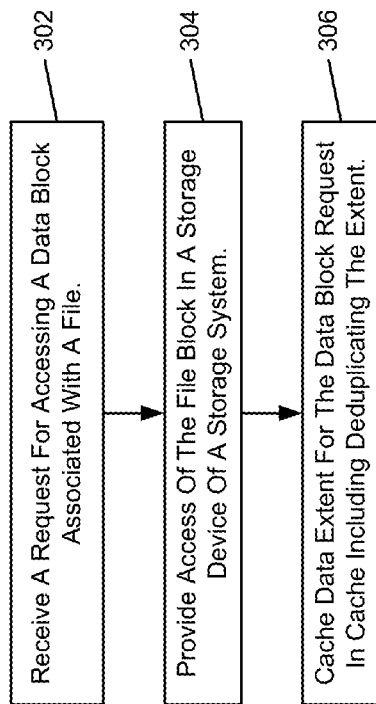 302
Receive A Request For Accessing A Data Block
Associated With A File.
304
Provide Access Of The File Block In A Storage
Device Of A Storage System.
306
Cache Data Extent For The Data Block Request
In Cache Including Deduplicating The Extent.